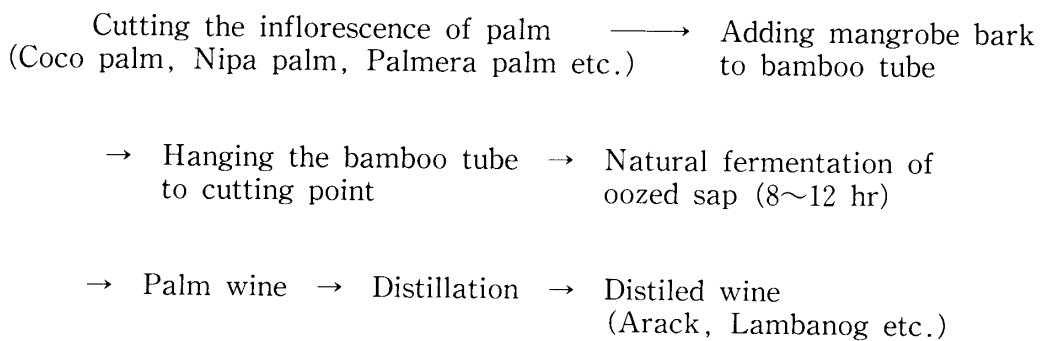 Cutting the inflorescence of palm ⟶ Adding mangrobe bark
(Coco palm, Nipa palm, Palmera palm etc.) to bamboo tube
→ Hanging the bamboo tube → Natural fermentation of
to cutting point oozed sap (8～12 hr)
→ Palm wine → Distillation → Distiled wine
(Arack, Lambanog etc.)